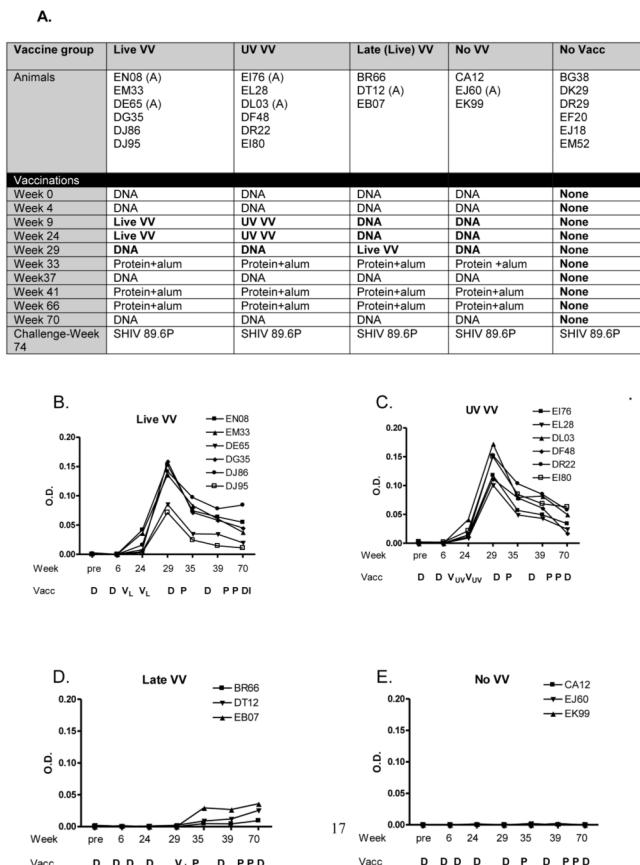 A.
Vaccine group Live VV UV VV Late (Live) VV No VV No Vacc
Animals EN08 (A) EI76 (A) BR66 CA12 BG38
EM33 EL28 DT12 (A) EJ60 (A) DK29
DE65 (A) DL03 (A) EB07 EK99 DR29
DG35 DF48 EF20
DJ86 DR22 EJ18
DJ95 EI80 EM52
Vaccinations
Week 0 DNA DNA DNA DNA None
Week 4 DNA DNA DNA DNA None
Week 9 Live VV UV VV DNA DNA None
Week 24 Live VV UV VV DNA DNA None
Week 29 DNA DNA Live VV DNA None
Week 33 Protein+alum Protein+alum Protein+alum Protein +alum None
Week37 DNA DNA DNA DNA None
Week 41 Protein+alum Protein+alum Protein+alum Protein+alum None
Week 66 Protein+alum Protein+alum Protein+alum Protein+alum None
Week 70 DNA DNA DNA DNA None
Challenge-Week SHIV 89.6P SHIV 89.6P SHIV 89.6P SHIV 89.6P SHIV 89.6P
74
B.
Live VV
EN08
EM33
DE65
DG35
DJ86
DJ95
0.20
0.15
0.10
0.05
0.00
O.D.
Week pre 6 24 29 35 39 70
Vacc D D VL VL D P D P P DI
C.
UV VV
EI76
EL28
DL03
DF48
DR22
EI80
0.20
0.15
0.10
0.05
0.00
O.D.
Week pre 6 24 29 35 39 70
Vacc D D VUV VUV D P D P P D
D.
Late VV
BR66
DT12
EB07
0.20
0.15
0.10
0.05
0.00
O.D.
Week pre 6 24 29 35 39 70
Vacc D D D D P D P P D
E.
No VV
CA12
EJ60
EK99
0.20
0.15
0.10
0.05
0.00
O.D.
Week pre 6 24 29 35 39 70
Vacc D D D D D P D P P D
17